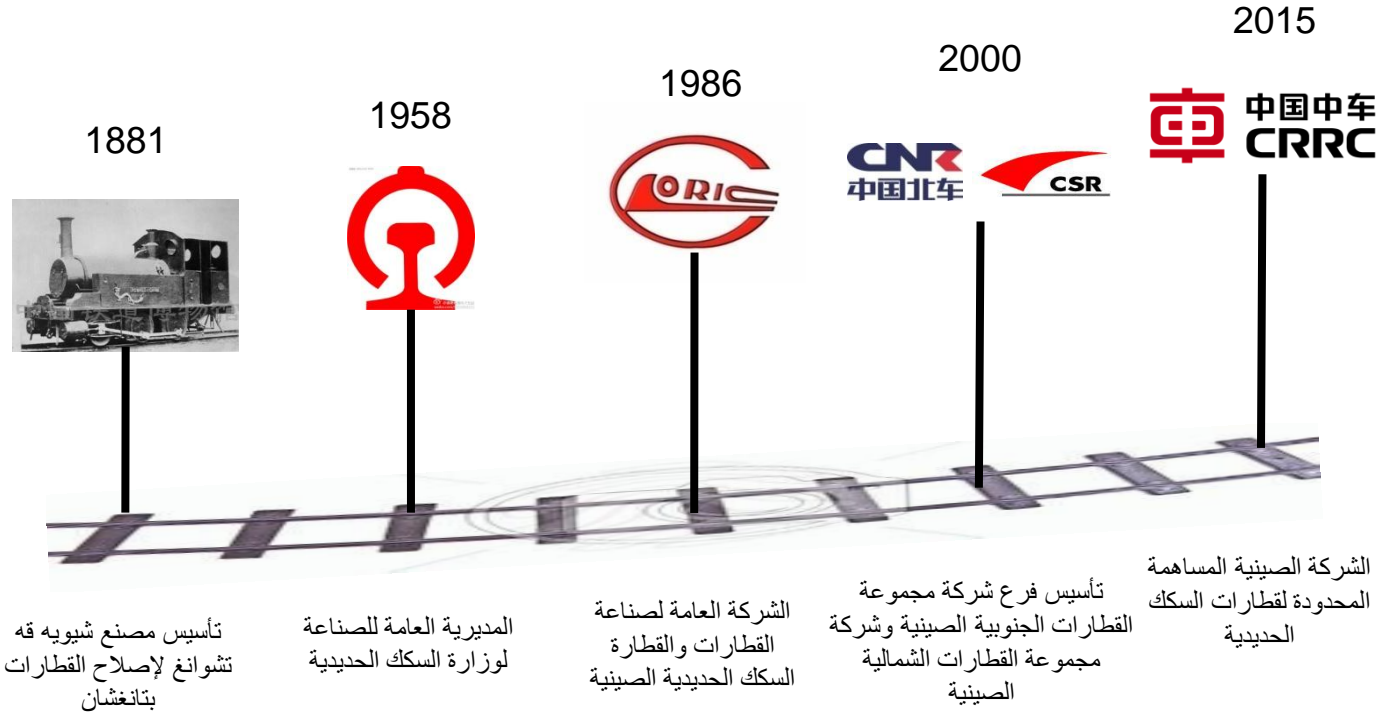 1881
1958
1986
2000
2015
CORIC
CNR
中国北车
CSR
中国中车
CRRC
تأسيس مصنع شيويه قه
تشوانغ لإصلاح القطارات
بتانغشان
المديرية العامة للصناعة
لوزارة السكك الحديدية
الشركة العامة لصناعة
القطارات والقطارة
السكك الحديدية الصينية
تأسيس فرع شركة مجموعة
القطارات الجنوبية الصينية وشركة
مجموعة القطارات الشمالية
الصينية
الشركة الصينية المساهمة
المحدودة لقطارات السكك
الحديدية